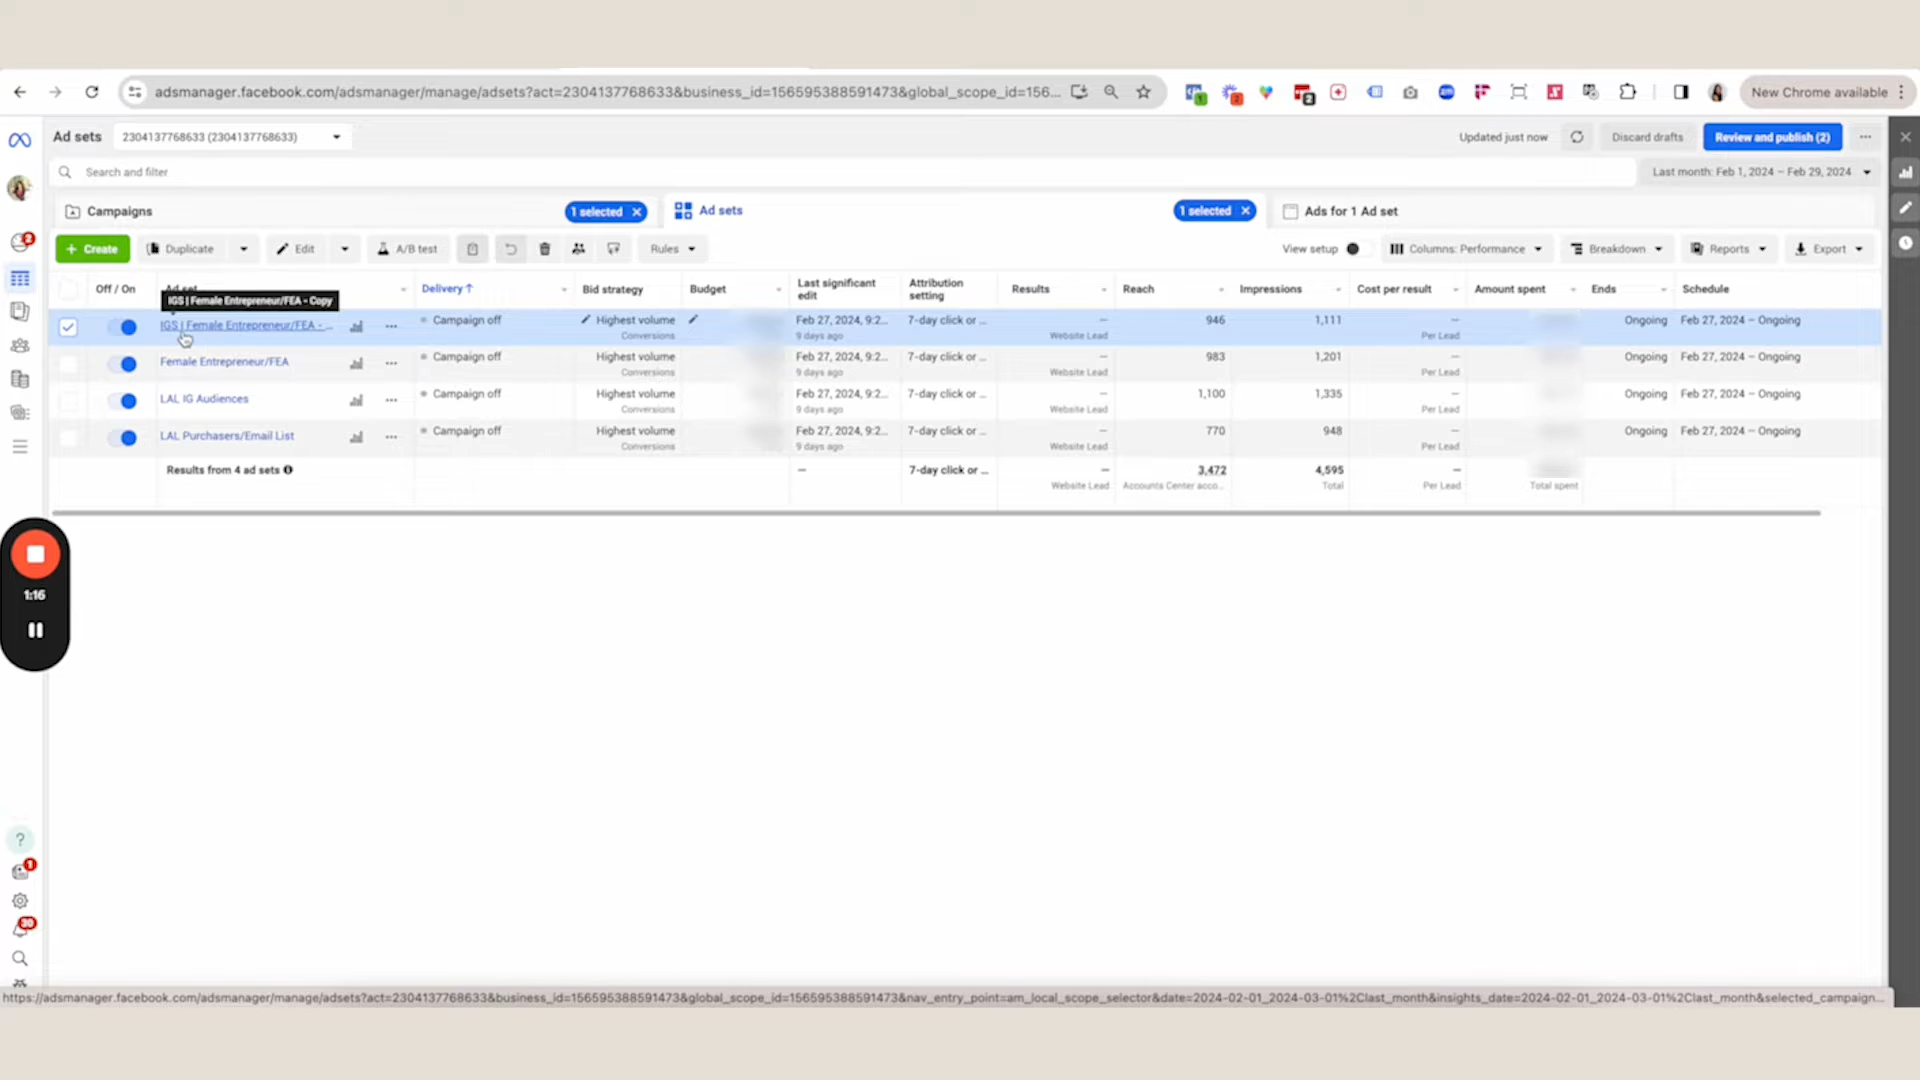 adsmanager.facebook.com/adsmanager/manage/adsets?act=2304137768633&business_id=156595388591473&global_scope_id=156...
New Chrome available
Ad sets
2304137768633 (2304137768633)
Updated just now
Discard drafts
Review and publish (2)
Search and filter
Last month: Feb 1, 2024 – Feb 29, 2024
Campaigns
1 selected
Ad sets
1 selected
Ads for 1 Ad set
+ Create
Duplicate
Edit
A/B test
Rules
View setup
Columns: Performance
Breakdown
Reports
Export
Off / On
Ad set
Delivery ↑
Bid strategy
Budget
Last significant edit
Attribution setting
Results
Reach
Impressions
Cost per result
Amount spent
Ends
Schedule
IGS | Female Entrepreneur/FEA - Copy
IGS | Female Entrepreneur/FEA - ...
Campaign off
Highest volume
Conversions
Feb 27, 2024, 9:2...
9 days ago
7-day click or ...
—
Website Lead
946
1,111
—
Per Lead
Ongoing
Feb 27, 2024 – Ongoing
Female Entrepreneur/FEA
Campaign off
Highest volume
Conversions
Feb 27, 2024, 9:2...
9 days ago
7-day click or ...
—
Website Lead
983
1,201
—
Per Lead
Ongoing
Feb 27, 2024 – Ongoing
LAL IG Audiences
Campaign off
Highest volume
Conversions
Feb 27, 2024, 9:2...
9 days ago
7-day click or ...
—
Website Lead
1,100
1,335
—
Per Lead
Ongoing
Feb 27, 2024 – Ongoing
LAL Purchasers/Email List
Campaign off
Highest volume
Conversions
Feb 27, 2024, 9:2...
9 days ago
7-day click or ...
—
Website Lead
770
948
—
Per Lead
Ongoing
Feb 27, 2024 – Ongoing
Results from 4 ad sets
—
7-day click or ...
—
Website Lead
3,472
Accounts Center acco...
4,595
Total
—
Per Lead
Total spent
2
1:16
1
30
https://adsmanager.facebook.com/adsmanager/manage/adsets?act=2304137768633&business_id=156595388591473&global_scope_id=156595388591473&nav_entry_point=am_local_scope_selector&date=2024-02-01_2024-03-01%2Clast_month&insights_date=2024-02-01_2024-03-01%2Clast_month&selected_campaign...